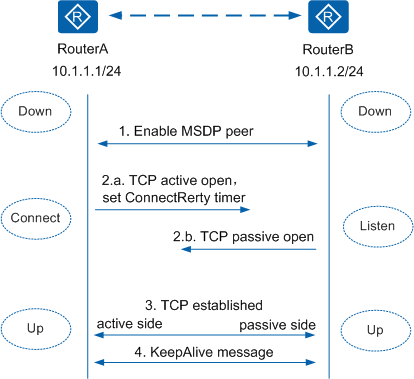 R R
RouterA RouterB
10.1.1.1/24 10.1.1.2/24
Down Down
1. Enable MSDP peer
2.a. TCP active open,
set ConnectRerty timer
Connect Listen
2.b. TCP passive open
3. TCP established
Up active side passive side Up
4. KeepAlive message